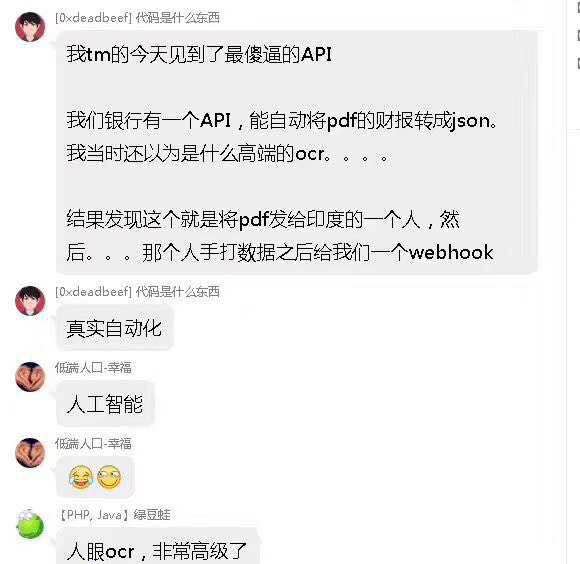 [0xdeadbeef] 代码是什么东西
我tm的今天见到了最傻逼的API
我们银行有一个API，能自动将pdf的财报转成json。
我当时还以为是什么高端的ocr。。。。
结果发现这个就是将pdf发给印度的一个人，然
后。。。那个人手打数据之后给我们一个webhook
[0xdeadbeef] 代码是什么东西
真实自动化
低端人口-幸福
人工智能
低端人口-幸福
【PHP, Java】绿豆蛙
人眼ocr，非常高级了